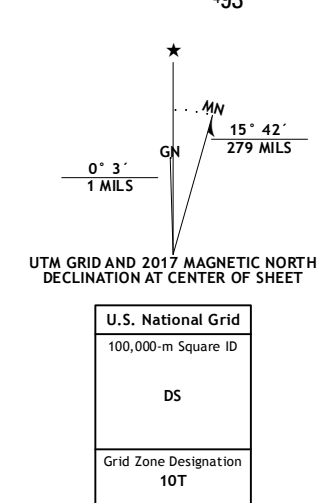 ⁴95
★
MN
GN
15° 42´
279 MILS
0° 3´
1 MILS
UTM GRID AND 2017 MAGNETIC NORTH
DECLINATION AT CENTER OF SHEET
U.S. National Grid
100,000-m Square ID
DS
Grid Zone Designation
10T